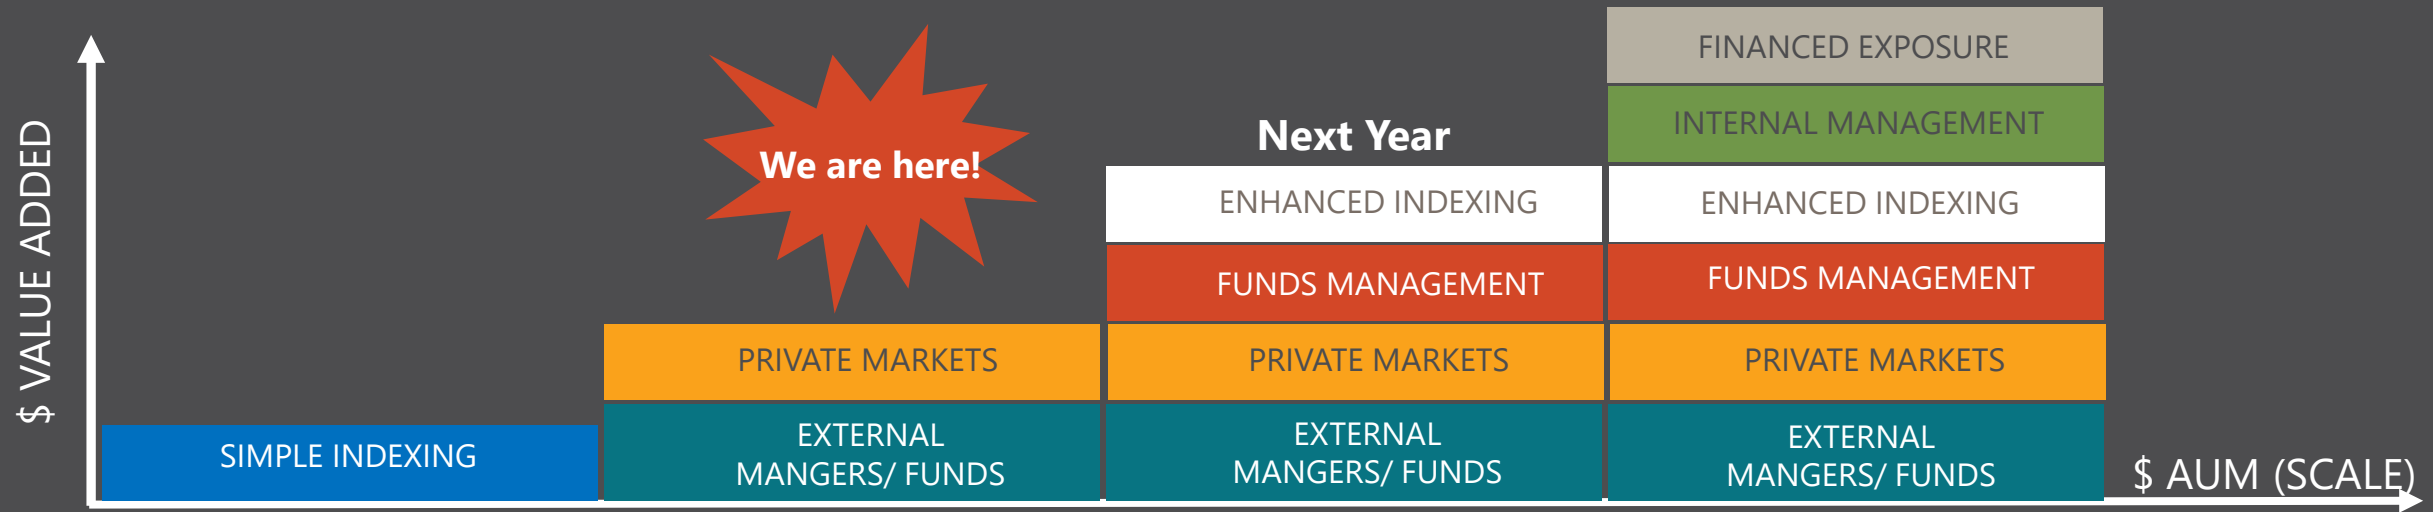 $ VALUE ADDED
SIMPLE INDEXING
We are here!
PRIVATE MARKETS
EXTERNAL
MANGERS/ FUNDS
Next Year
ENHANCED INDEXING
FUNDS MANAGEMENT
PRIVATE MARKETS
EXTERNAL
MANGERS/ FUNDS
FINANCED EXPOSURE
INTERNAL MANAGEMENT
ENHANCED INDEXING
FUNDS MANAGEMENT
PRIVATE MARKETS
EXTERNAL
MANGERS/ FUNDS
$ AUM (SCALE)